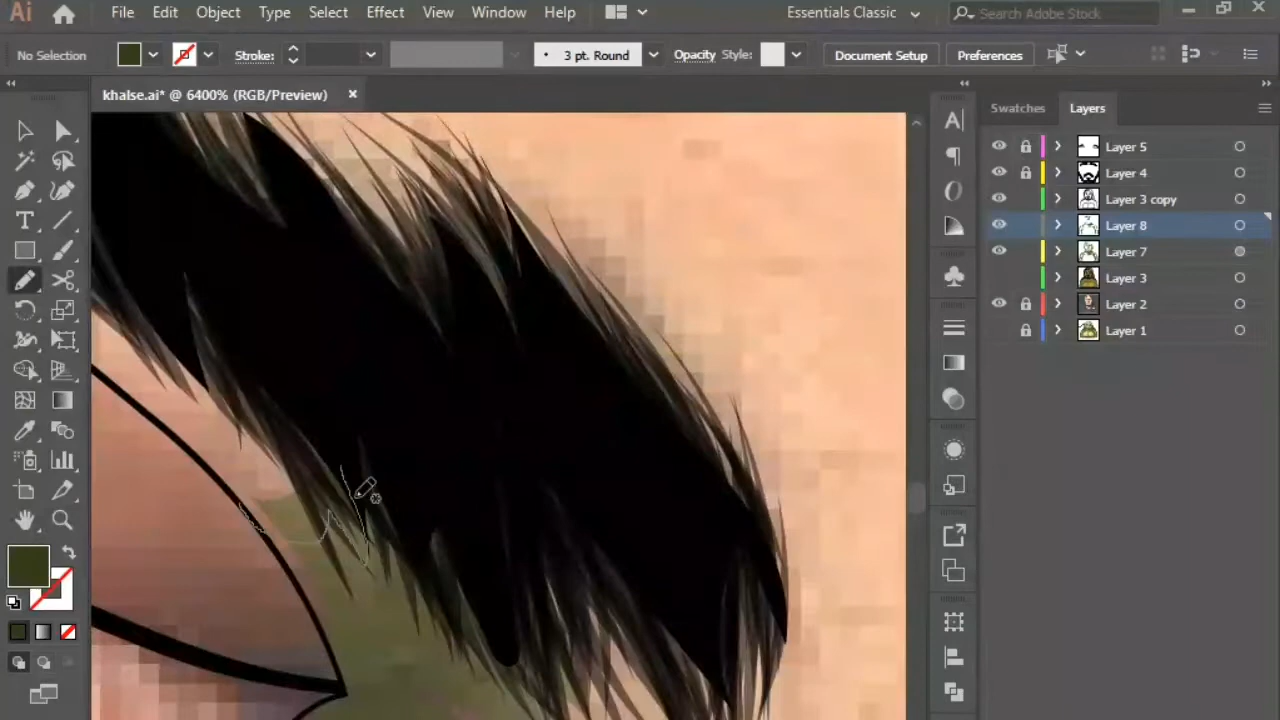 Ai File Edit Object Type Select Effect View Window Help Essentials Classic Search Adobe Stock
No Selection Stroke: 3 pt. Round Opacity Style: Document Setup Preferences
khalse.ai* @ 6400% (RGB/Preview)
Swatches Layers
Layer 5
Layer 4
Layer 3 copy
Layer 8
Layer 7
Layer 3
Layer 2
Layer 1